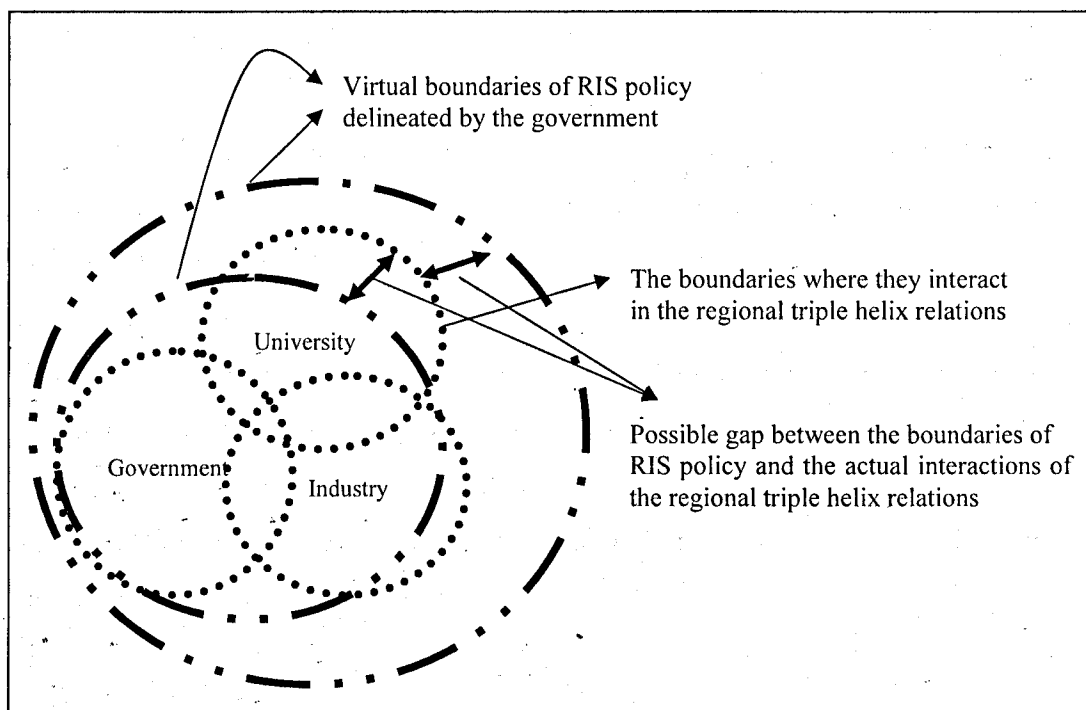 Virtual boundaries of RIS policy
delineated by the government
The boundaries where they interact
in the regional triple helix relations
University
Possible gap between the boundaries of
RIS policy and the actual interactions of
the regional triple helix relations
Government
Industry